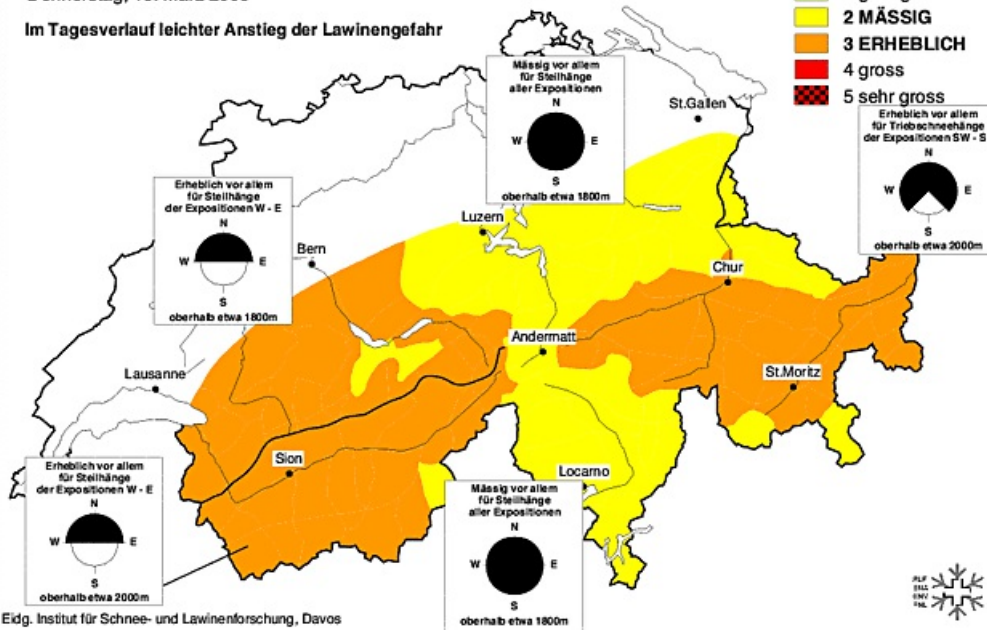 Im Tagesverlauf leichter Anstieg der Lawinengefahr
2 MÄSSIG
3 ERHEBLICH
4 gross
5 sehr gross
Mässig vor allem
für Steilhänge
aller Expositionen
N
W E
S
oberhalb etwa 1800m
St.Gallen
Erheblich vor allem
für Triebschneehänge
der Expositionen SW - S
N
W E
S
oberhalb etwa 2000m
Erheblich vor allem
für Steilhänge
der Expositionen W - E
N
W E
S
oberhalb etwa 1800m
Luzern
Bern
Chur
Andermatt
Lausanne
St.Moritz
Sion
Locarno
Erheblich vor allem
für Steilhänge
der Expositionen W - E
N
W E
S
oberhalb etwa 2000m
Mässig vor allem
für Steilhänge
aller Expositionen
N
W E
S
oberhalb etwa 1800m
SLF
Eidg. Institut für Schnee- und Lawinenforschung, Davos